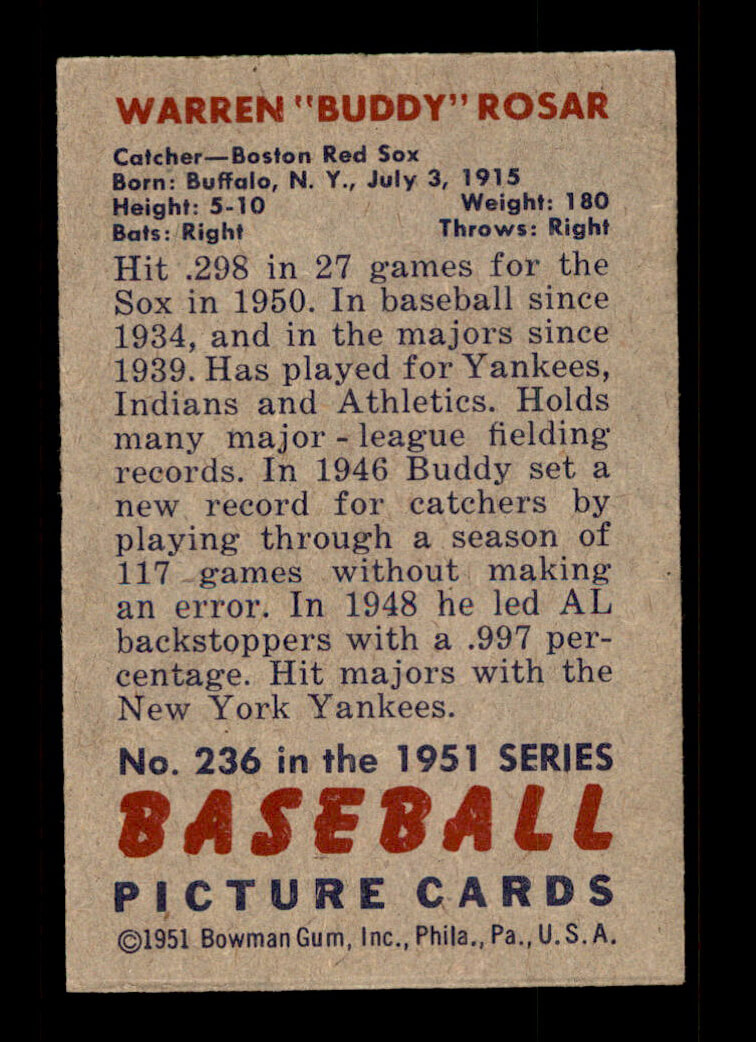 WARREN "BUDDY" ROSAR
Catcher—Boston Red Sox
Born: Buffalo, N. Y., July 3, 1915
Height: 5-10 Weight: 180
Bats: Right Throws: Right
Hit .298 in 27 games for the
Sox in 1950. In baseball since
1934, and in the majors since
1939. Has played for Yankees,
Indians and Athletics. Holds
many major-league fielding
records. In 1946 Buddy set a
new record for catchers by
playing through a season of
117 games without making
an error. In 1948 he led AL
backstoppers with a .997 per-
centage. Hit majors with the
New York Yankees.
No. 236 in the 1951 SERIES
BASEBALL
PICTURE CARDS
©1951 Bowman Gum, Inc., Phila., Pa., U.S.A.